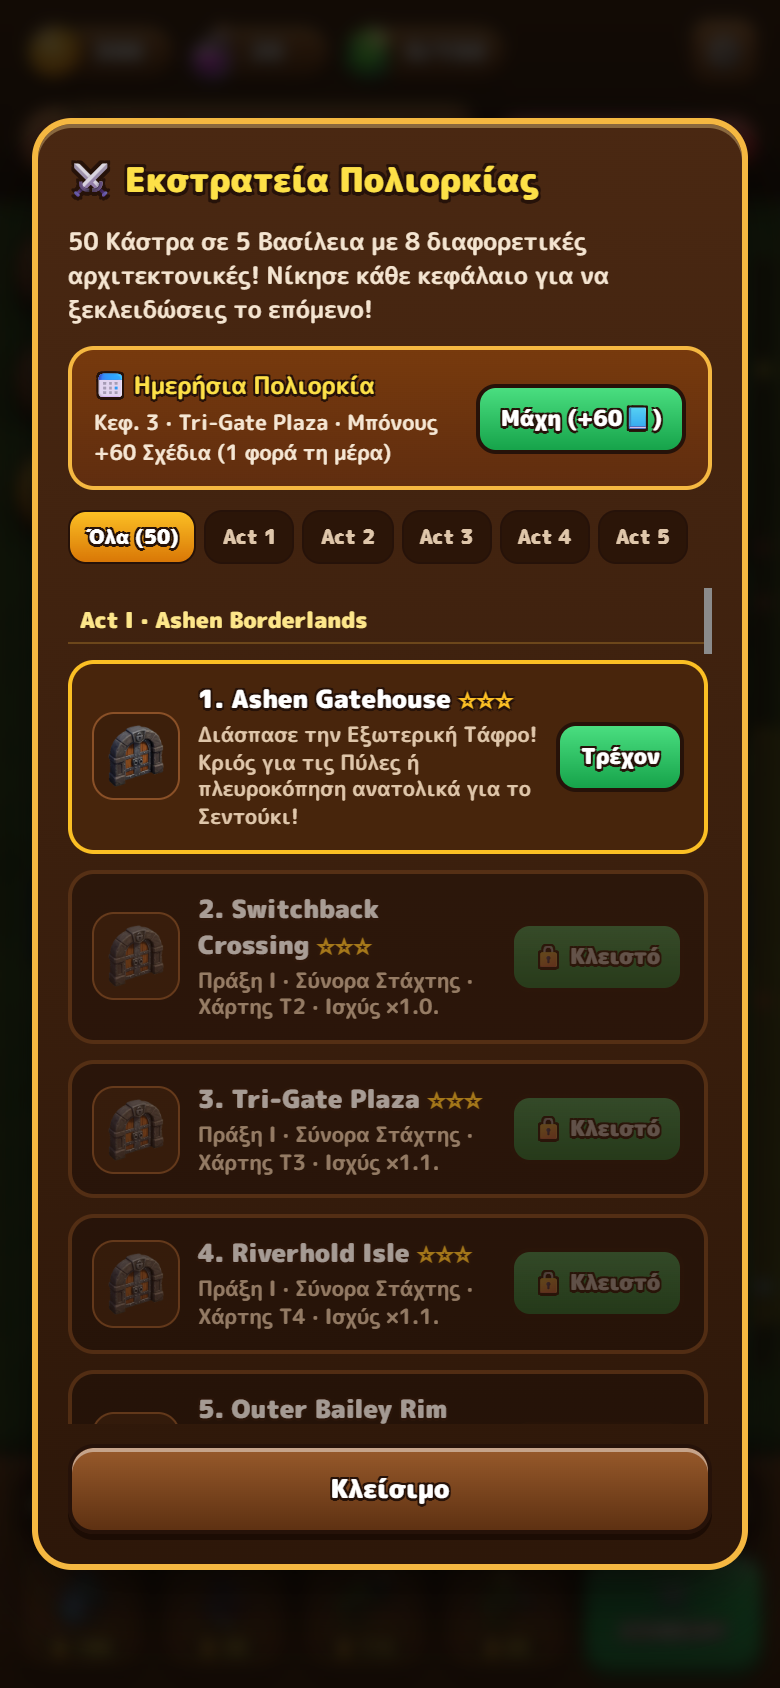 Εκστρατεία Πολιορκίας
50 Κάστρα σε 5 Βασίλεια με 8 διαφορετικές
αρχιτεκτονικές! Νίκησε κάθε κεφάλαιο για να
ξεκλειδώσεις το επόμενο!
Ημερήσια Πολιορκία
Κεφ. 3 · Tri-Gate Plaza · Μπόνους
+60 Σχέδια (1 φορά τη μέρα)
Μάχη (+60📘)
Όλα (50)
Act 1
Act 2
Act 3
Act 4
Act 5
Act I · Ashen Borderlands
1. Ashen Gatehouse ☆☆☆
Διάσπασε την Εξωτερική Τάφρο!
Κριός για τις Πύλες ή
πλευροκόπηση ανατολικά για το
Σεντούκι!
Τρέχον
2. Switchback
Crossing ☆☆☆
Πράξη I · Σύνορα Στάχτης ·
Χάρτης T2 · Ισχύς ×1.0.
🔒 Κλειστό
3. Tri-Gate Plaza ☆☆☆
Πράξη I · Σύνορα Στάχτης ·
Χάρτης T3 · Ισχύς ×1.1.
🔒 Κλειστό
4. Riverhold Isle ☆☆☆
Πράξη I · Σύνορα Στάχτης ·
Χάρτης T4 · Ισχύς ×1.1.
🔒 Κλειστό
5. Outer Bailey Rim
Κλείσιμο